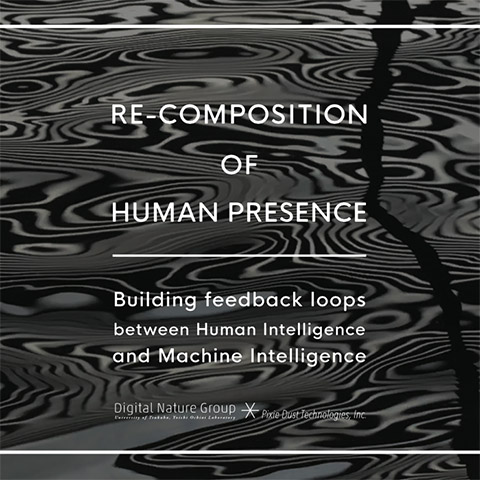 RE-COMPOSITION
OF
HUMAN PRESENCE
Building feedback loops
between Human Intelligence
and Machine Intelligence
Digital Nature Group
University of Tsukuba, Yoichi Ochiai Laboratory
Pixie Dust Technologies, Inc.